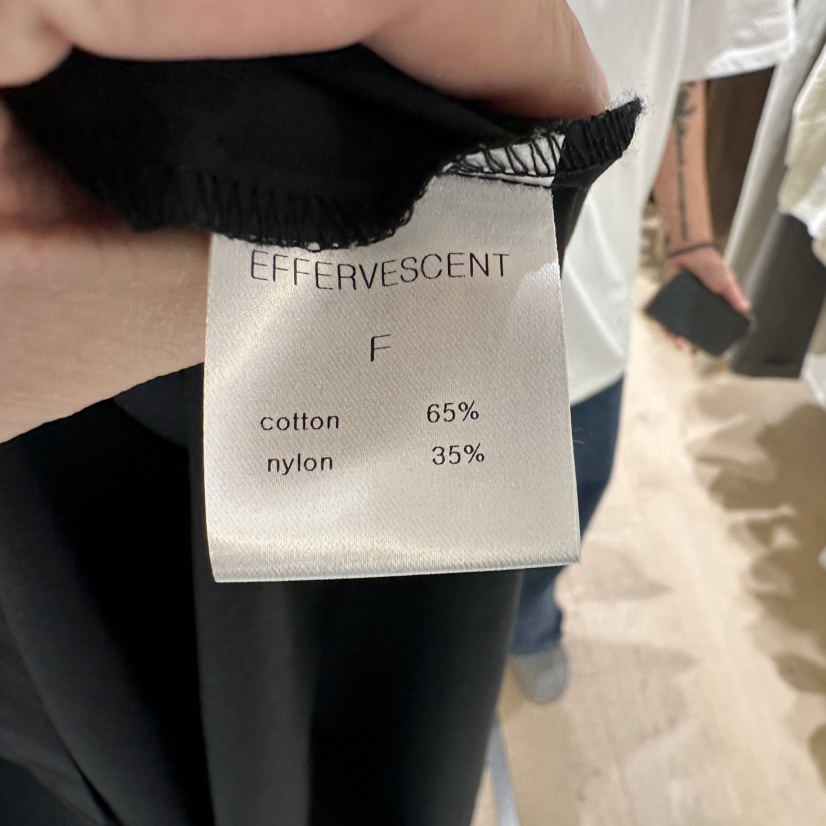 EFFERVESCENT
F
cotton 65%
nylon 35%